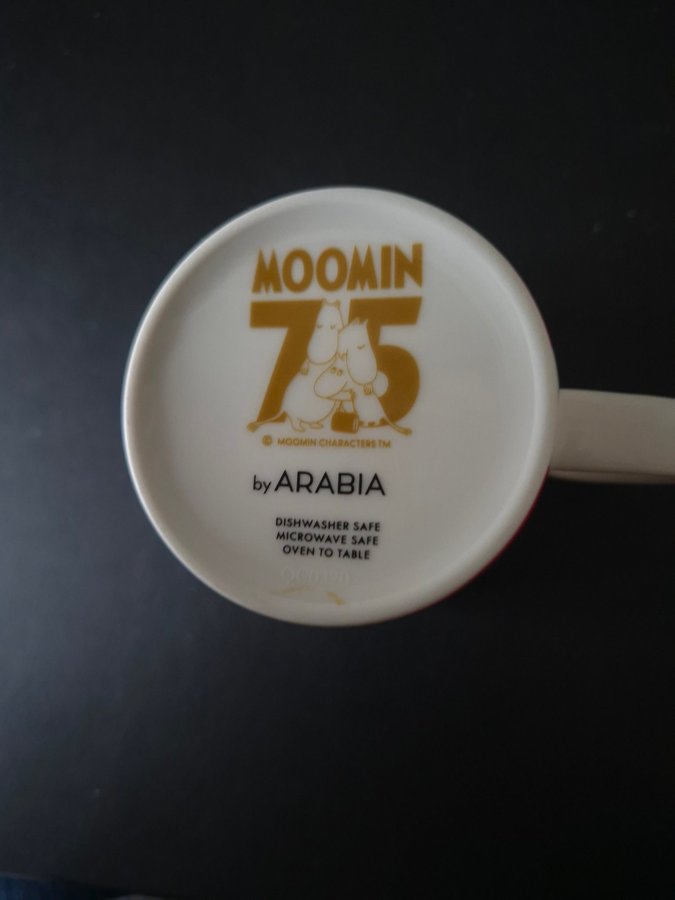 MOOMIN
75
© MOOMIN CHARACTERS TM
by ARABIA
DISHWASHER SAFE
MICROWAVE SAFE
OVEN TO TABLE